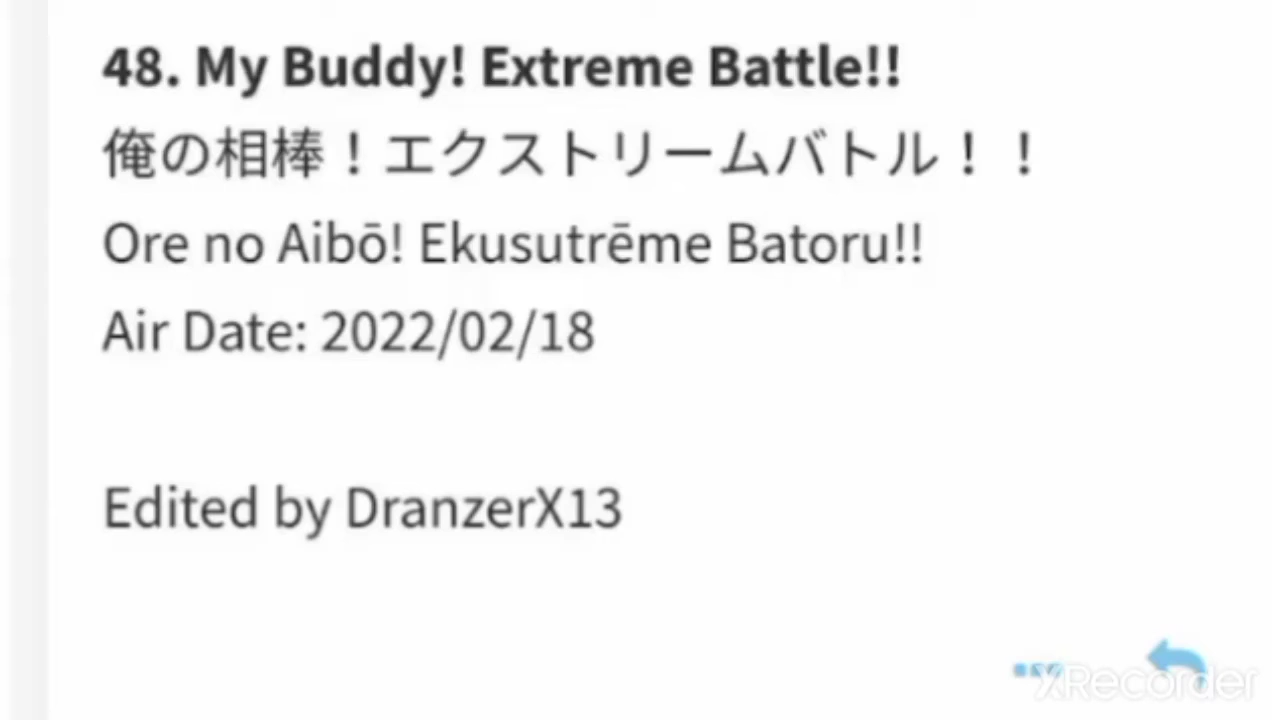 48. My Buddy! Extreme Battle!!
俺の相棒！エクストリームバトル！！
Ore no Aibō! Ekusutrēme Batoru!!
Air Date: 2022/02/18
Edited by DranzerX13
XRecorder